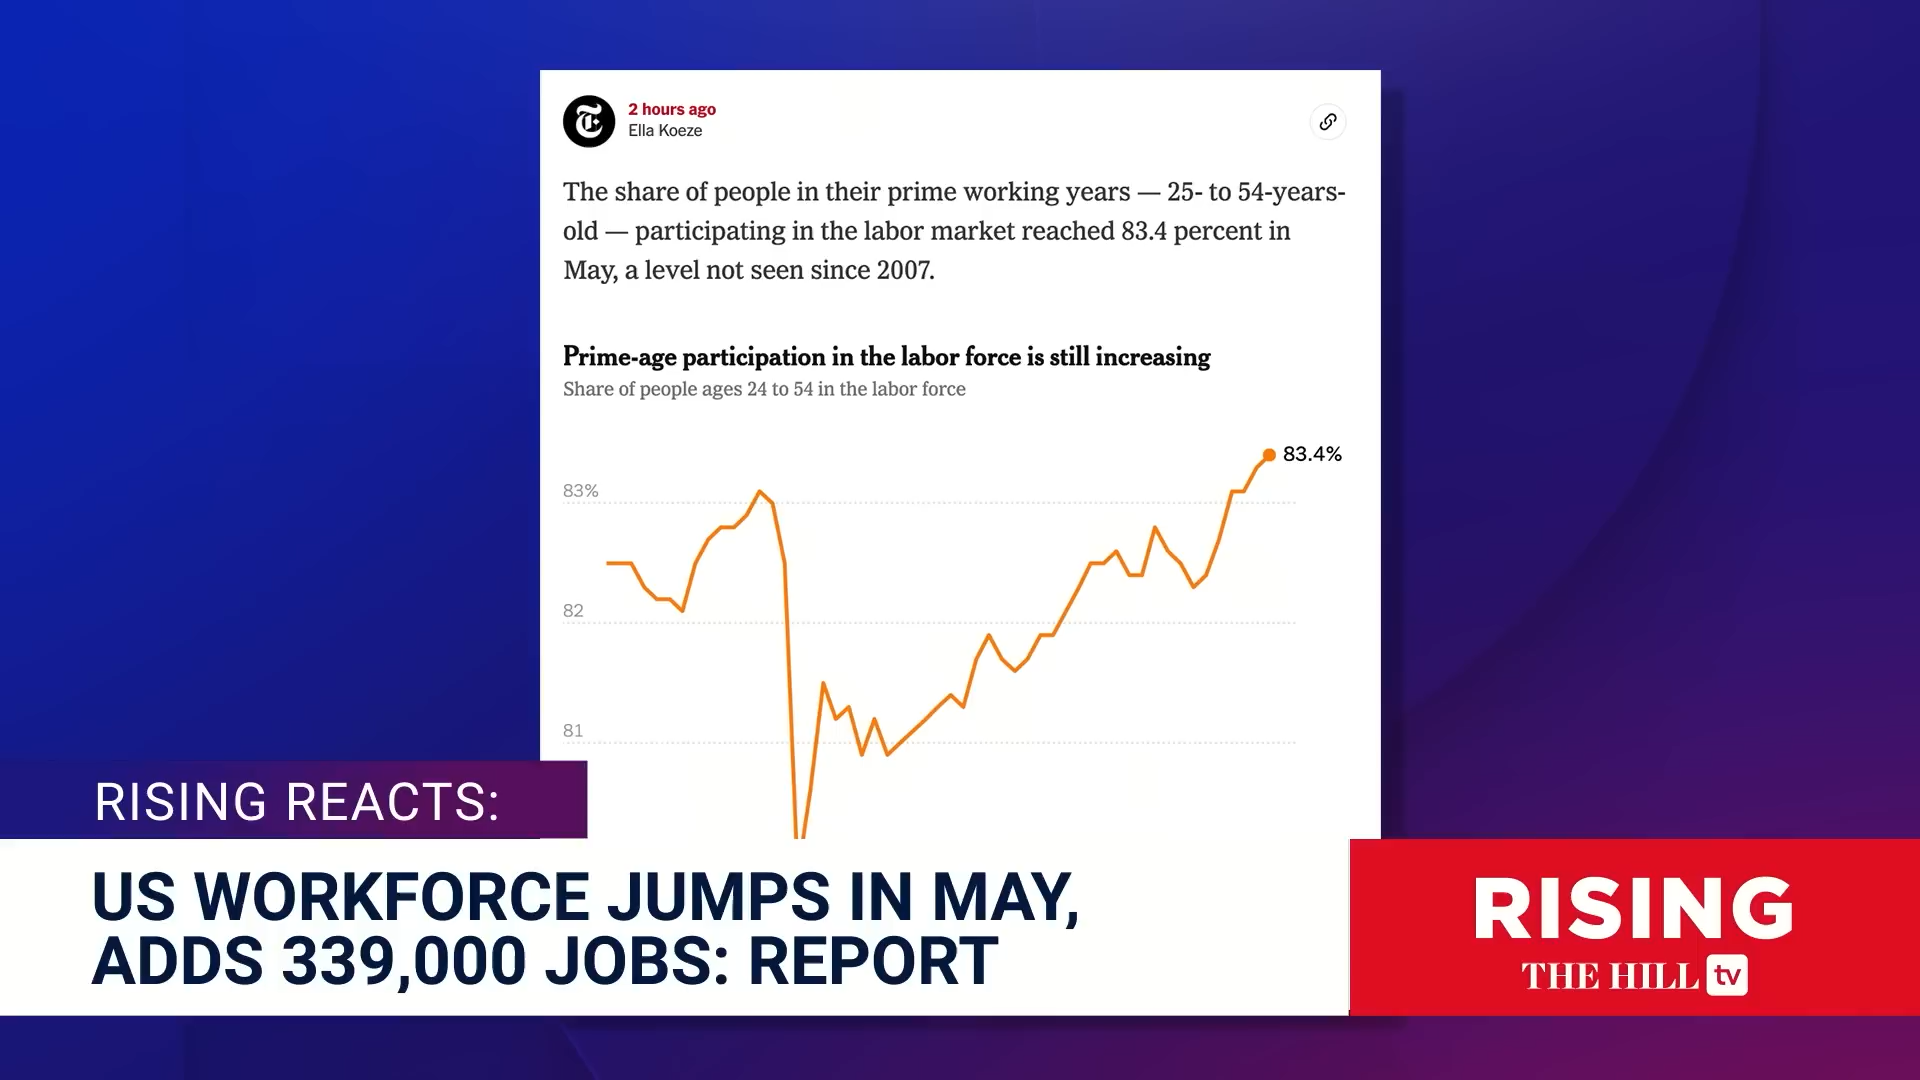 2 hours ago
Ella Koeze
The share of people in their prime working years — 25- to 54-years-
old — participating in the labor market reached 83.4 percent in
May, a level not seen since 2007.
Prime-age participation in the labor force is still increasing
Share of people ages 24 to 54 in the labor force
83.4%
83%
82
81
RISING REACTS:
US WORKFORCE JUMPS IN MAY,
ADDS 339,000 JOBS: REPORT
RISING
THE HILL tv